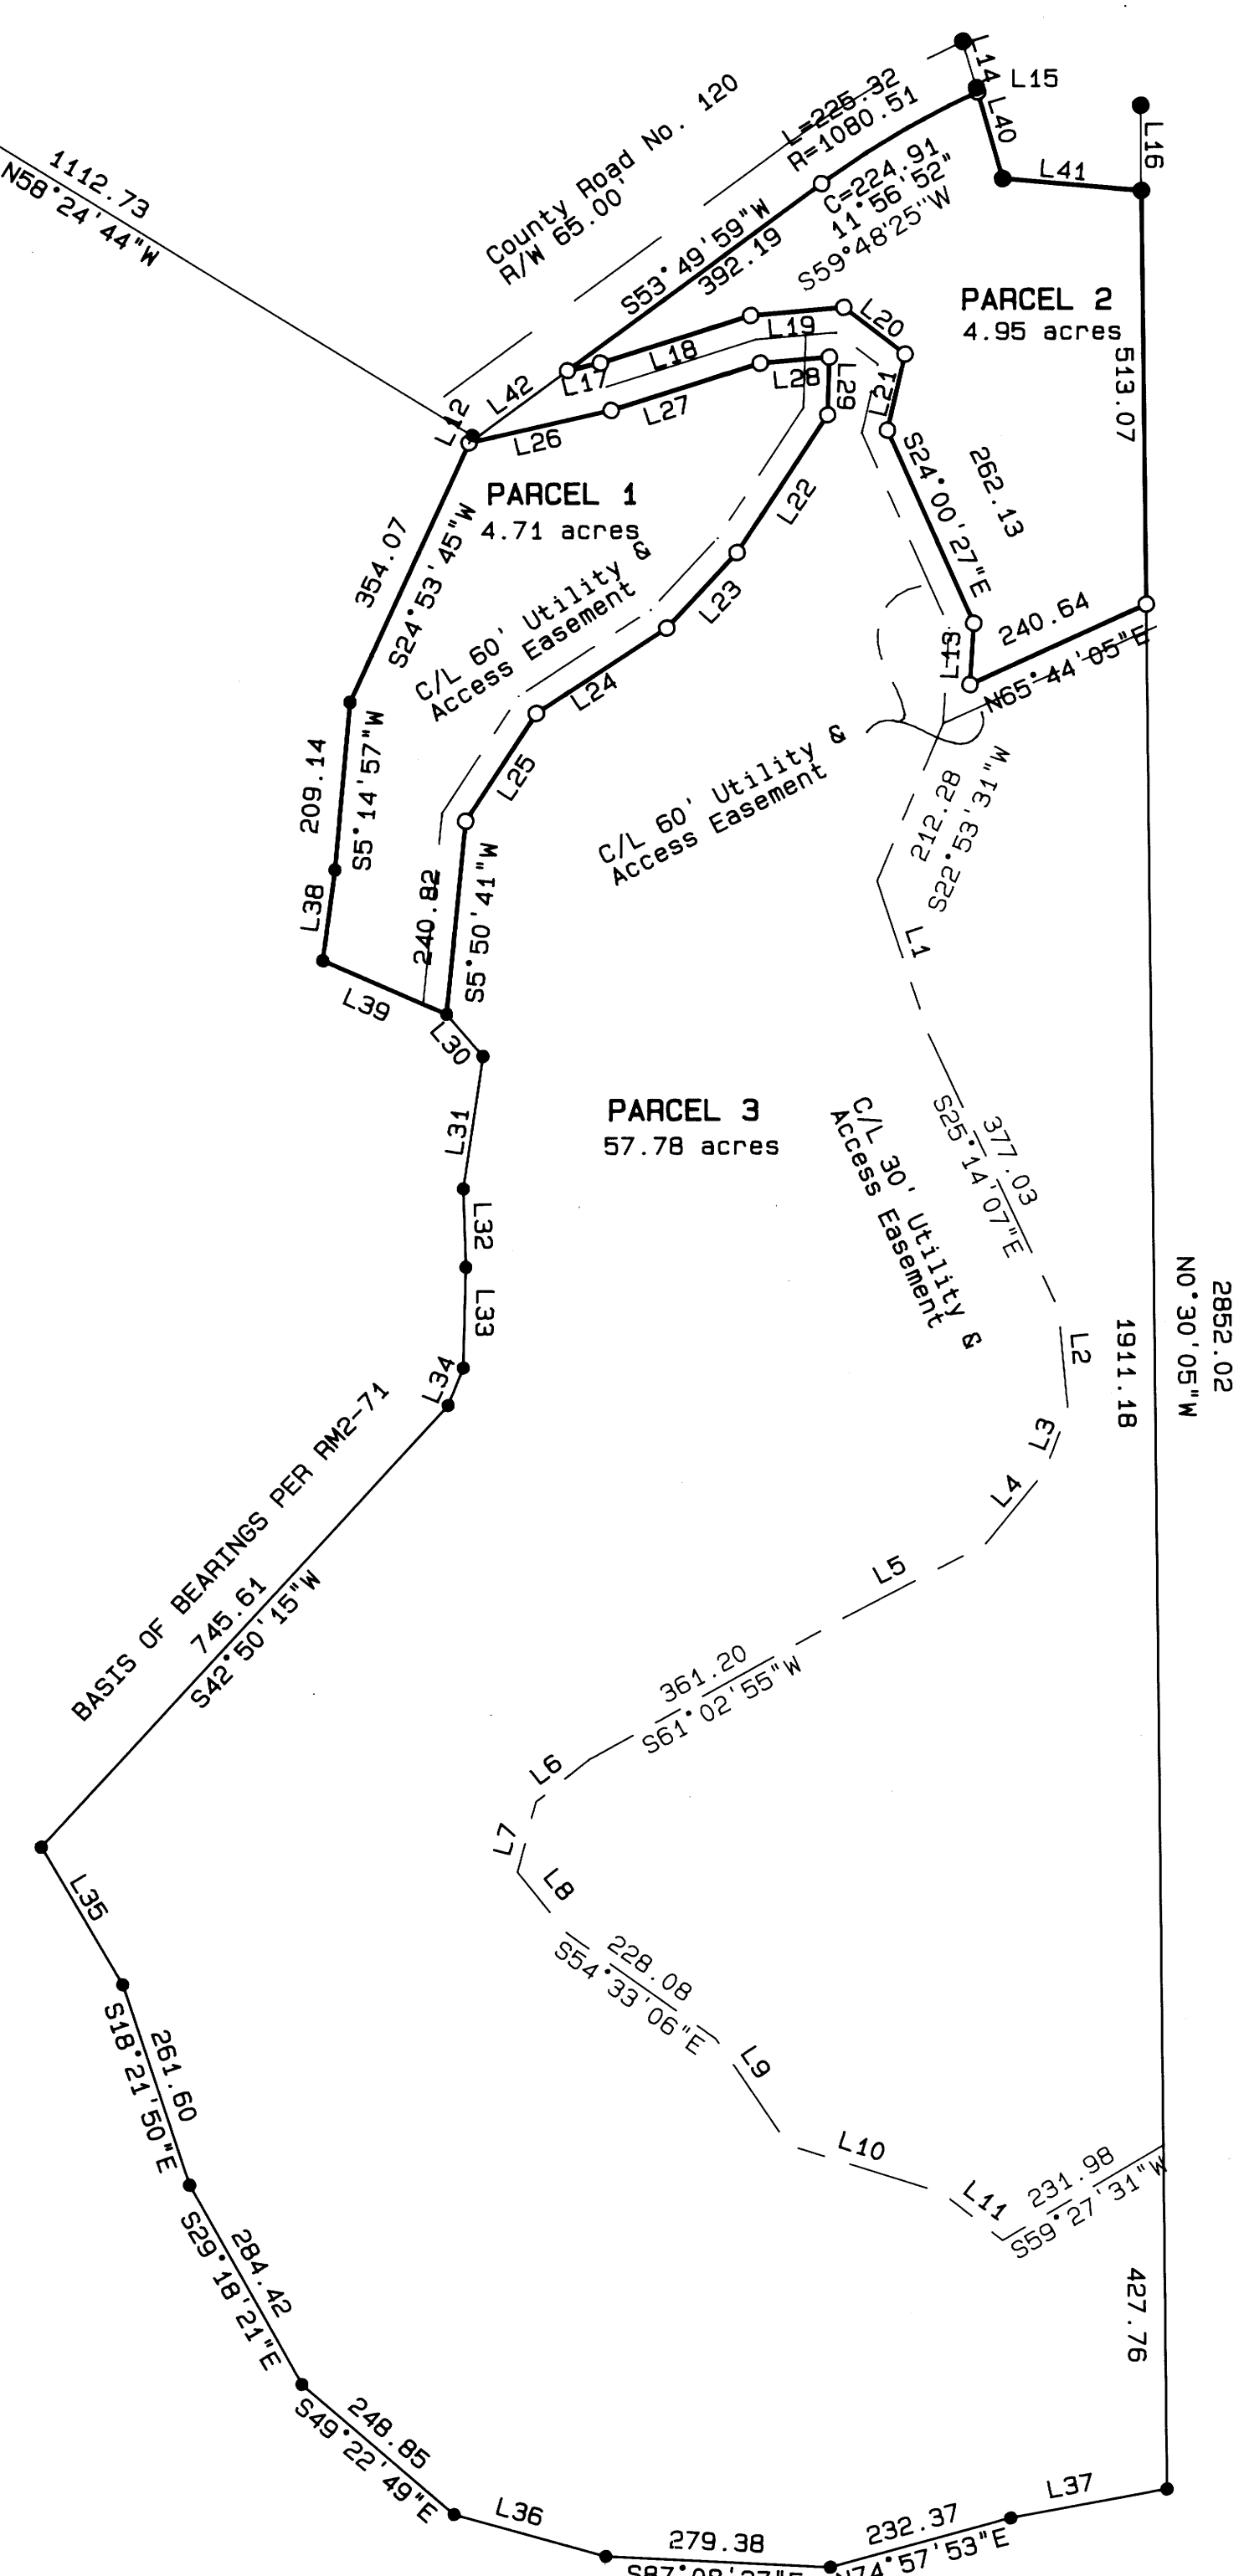 L14
L15
L16
L40
L41
L=225.32
R=1080.51
C=224.91
11°56'52"
S59°48'25"W
County Road No. 120
R/W 65.00'
1112.73
N58°24'44"W
S53°49'59"W
392.19
PARCEL 2
4.95 acres
513.07
L12
L42
L17
L18
L19
L20
L21
L26
L27
L28
L29
L22
L23
L24
L25
PARCEL 1
4.71 acres
354.07
S24°53'45"W
C/L 60' Utility &
Access Easement
S24°00'27"E
262.13
L13
240.64
N65°44'05"E
C/L 60' Utility &
Access Easement
212.28
S22°53'31"W
209.14
S5°14'57"W
L38
240.82
S5°50'41"W
L39
L30
L1
PARCEL 3
57.78 acres
L31
L32
L33
L34
377.03
S25°14'07"E
C/L 30' Utility &
Access Easement
2852.02
N0°30'05"W
1911.18
L2
L3
L4
L5
BASIS OF BEARINGS PER RM2-71
745.61
S42°50'15"W
361.20
S61°02'55"W
L6
L7
L8
L35
228.08
S54°33'06"E
L9
L10
L11
231.98
S59°27'31"W
261.60
S18°21'50"E
284.42
S29°18'21"E
427.76
248.85
S49°22'49"E
L36
279.38
232.37
N74°57'53"E
L37